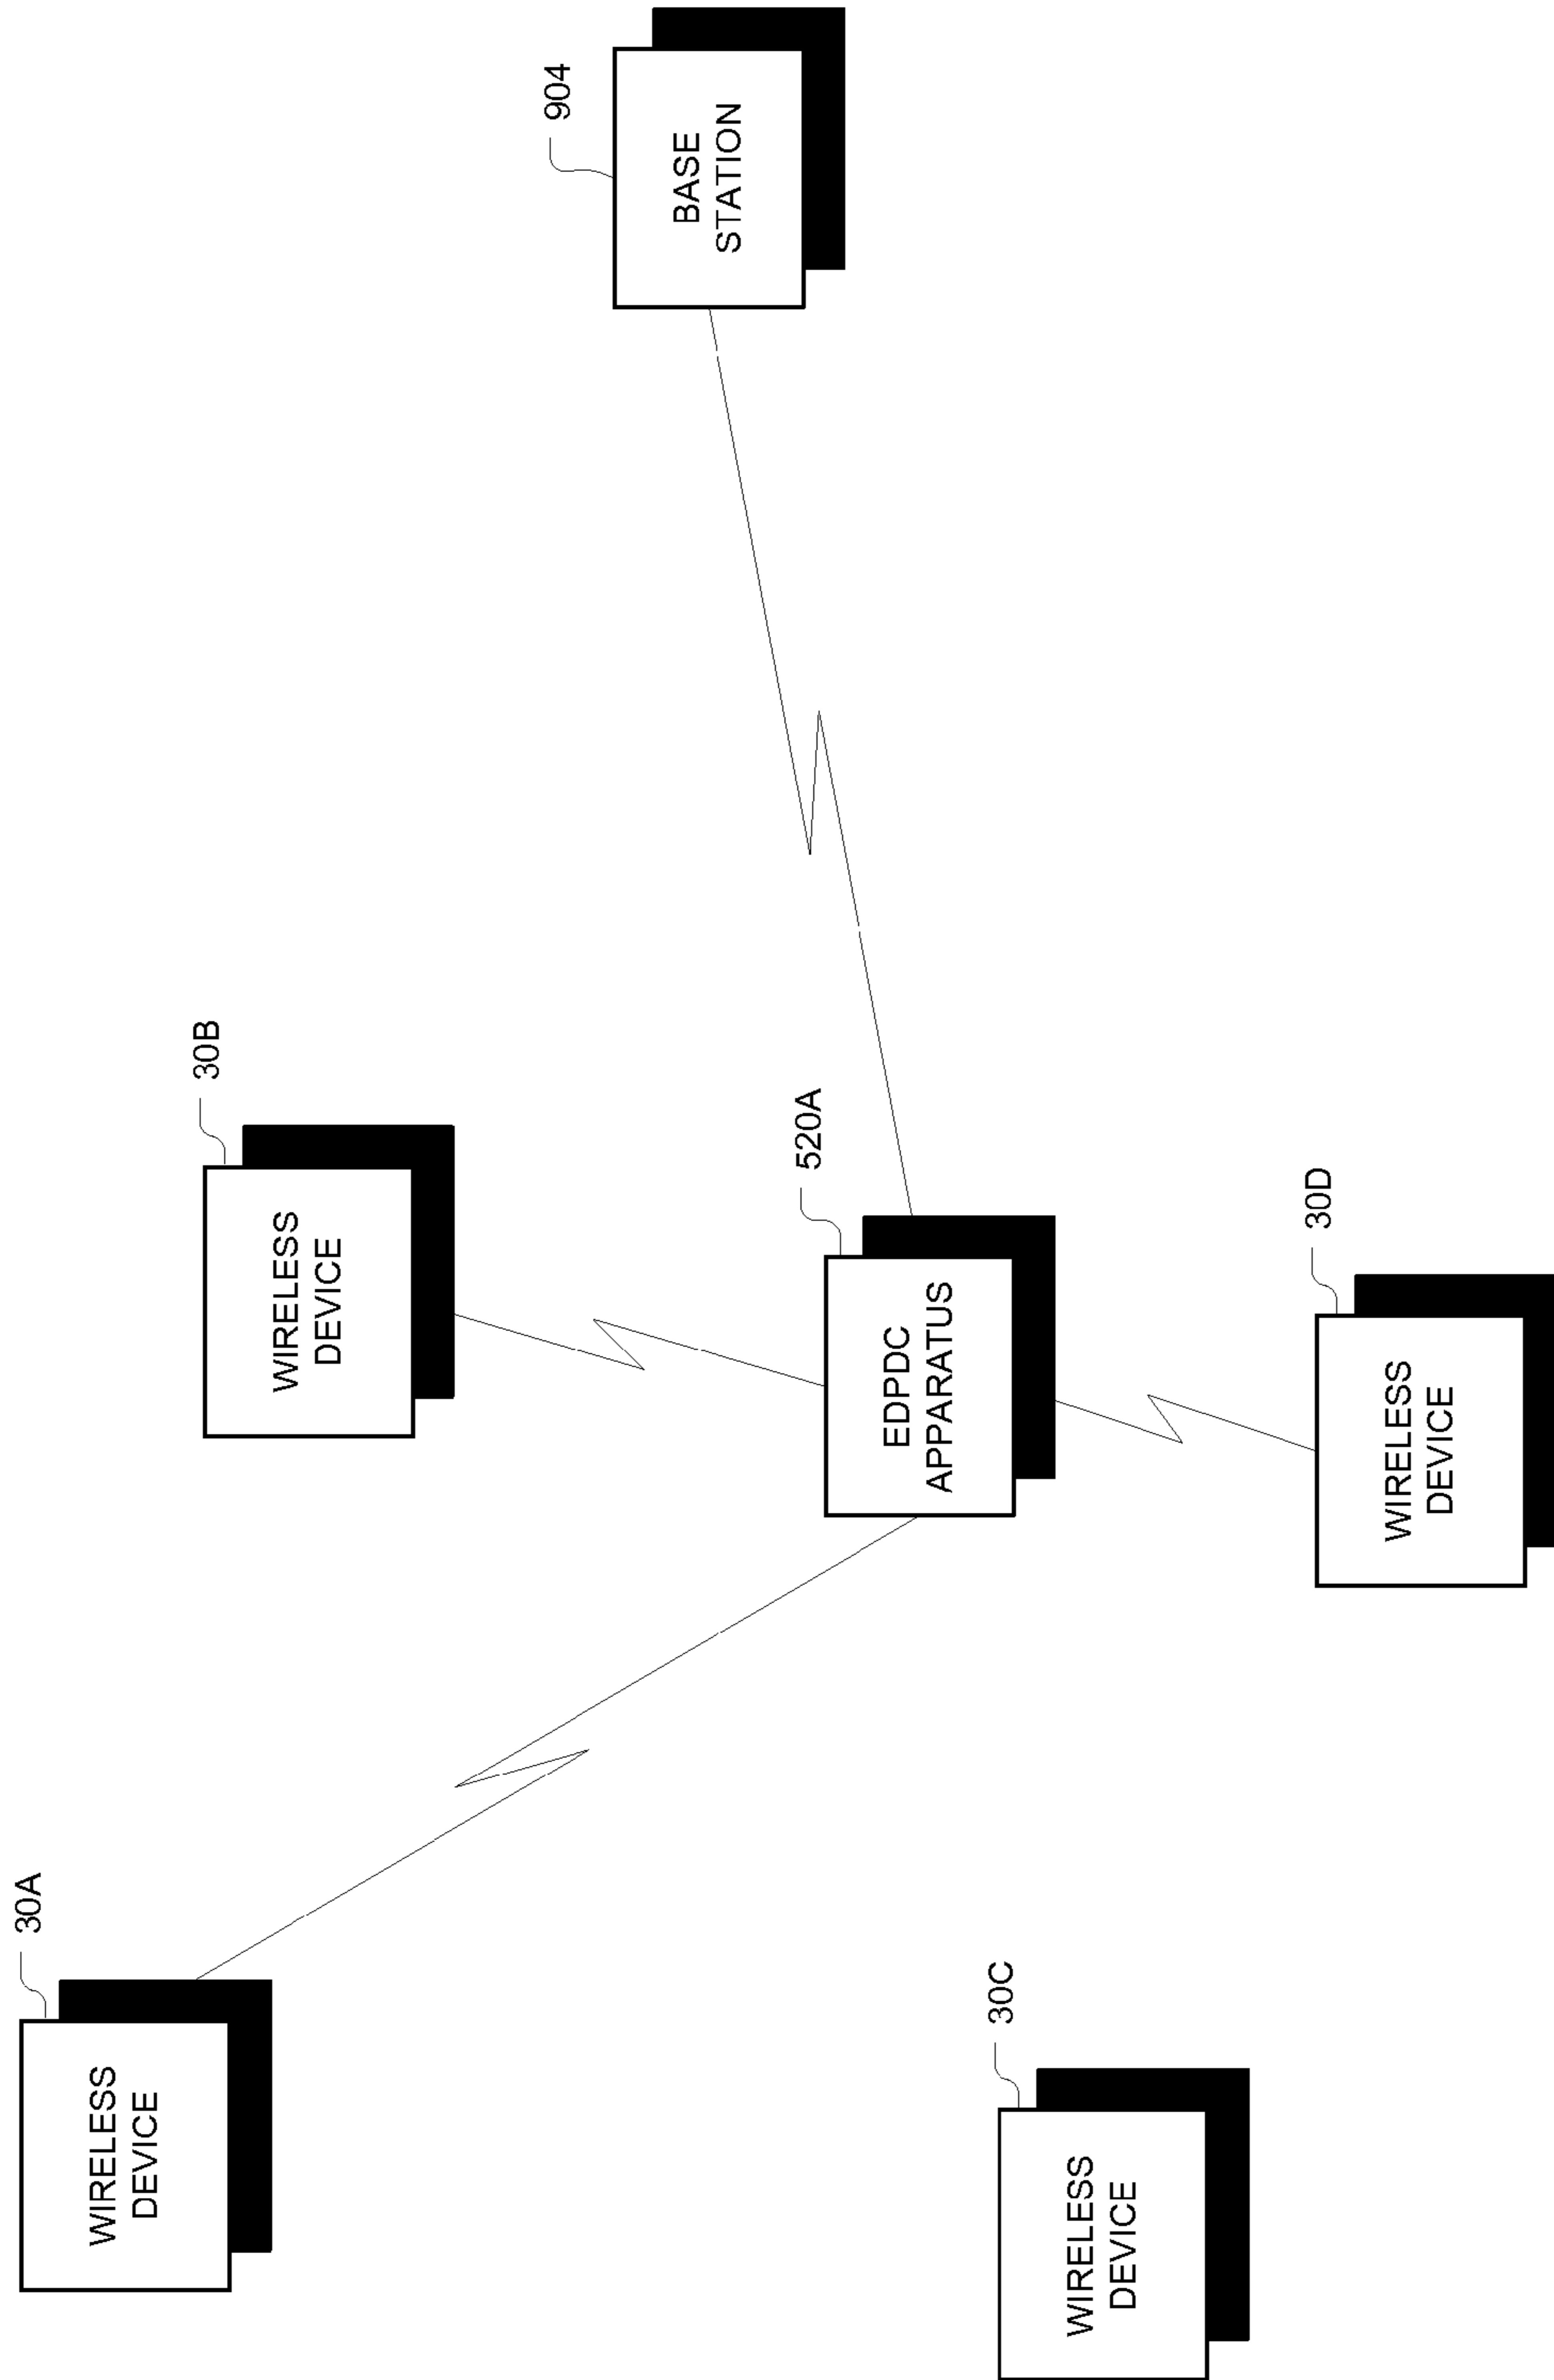 30A
WIRELESS
DEVICE
30B
WIRELESS
DEVICE
904
BASE
STATION
520A
EDPDC
APPARATUS
30C
WIRELESS
DEVICE
30D
WIRELESS
DEVICE